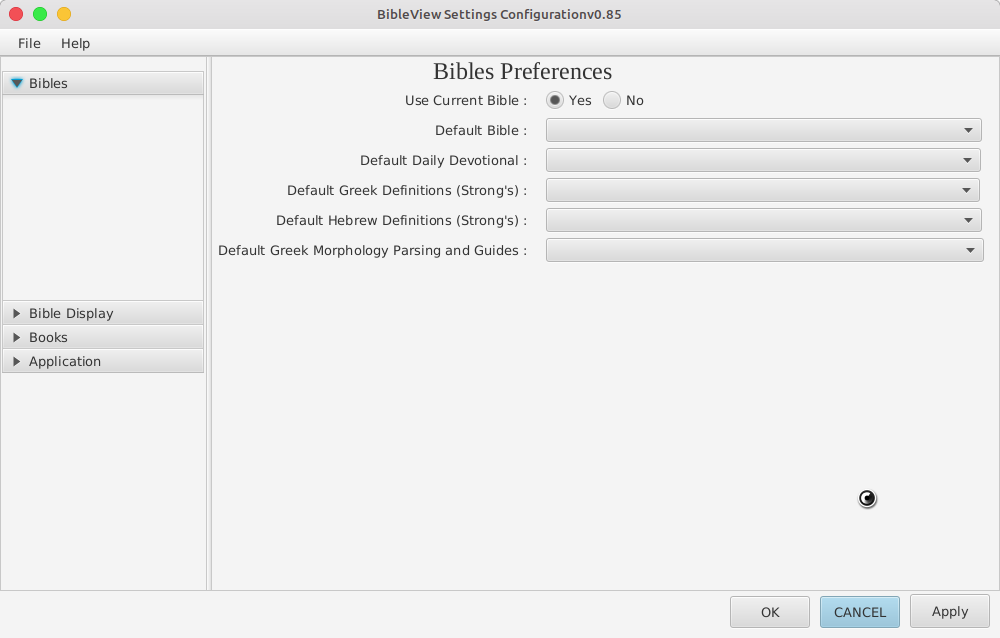 BibleView Settings Configurationv0.85
File Help
Bibles
Bible Display
Books
Application
Bibles Preferences
Use Current Bible : Yes No
Default Bible :
Default Daily Devotional :
Default Greek Definitions (Strong's) :
Default Hebrew Definitions (Strong's) :
Default Greek Morphology Parsing and Guides :
OK CANCEL Apply